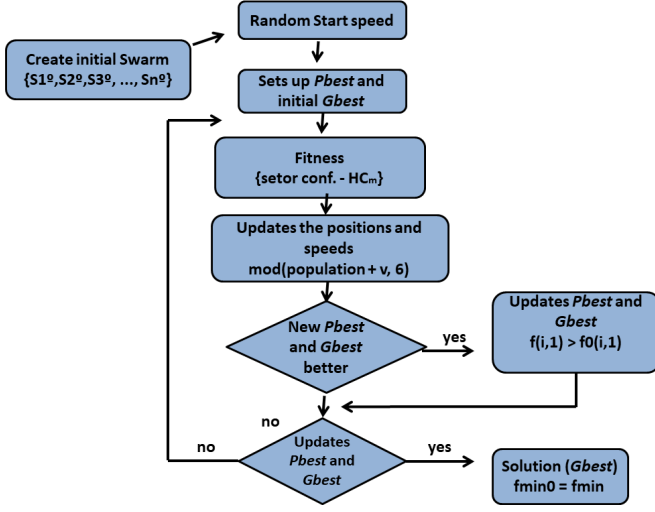 Random Start speed
Create initial Swarm
{S1º,S2º,S3º, ..., Snº}
Sets up Pbest and
initial Gbest
Fitness
{setor conf. - HCₘ}
Updates the positions and
speeds
mod(population + v, 6)
New Pbest
and Gbest
better
yes
Updates Pbest and
Gbest
f(i,1) > f0(i,1)
no
no
Updates
Pbest and
Gbest
yes
Solution (Gbest)
fmin0 = fmin